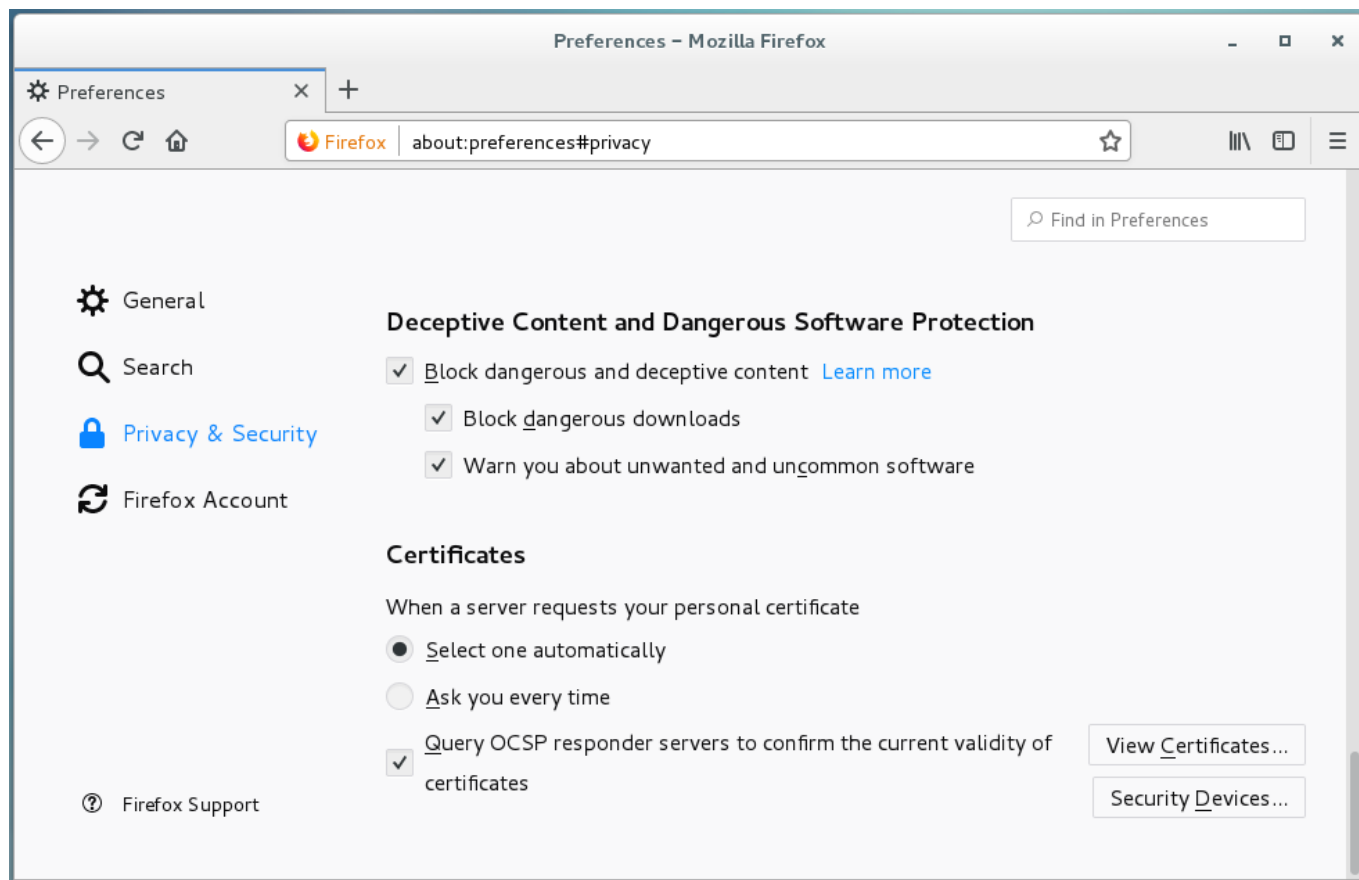 Preferences – Mozilla Firefox
Preferences
Firefox about:preferences#privacy
Find in Preferences
General
Search
Privacy & Security
Firefox Account
Firefox Support
Deceptive Content and Dangerous Software Protection
Block dangerous and deceptive content Learn more
Block dangerous downloads
Warn you about unwanted and uncommon software
Certificates
When a server requests your personal certificate
Select one automatically
Ask you every time
Query OCSP responder servers to confirm the current validity of
certificates
View Certificates...
Security Devices...